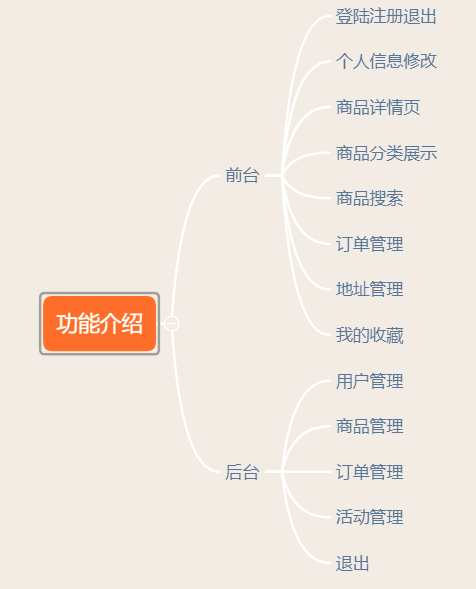 功能介绍
前台
登陆注册退出
个人信息修改
商品详情页
商品分类展示
商品搜索
订单管理
地址管理
我的收藏
后台
用户管理
商品管理
订单管理
活动管理
退出